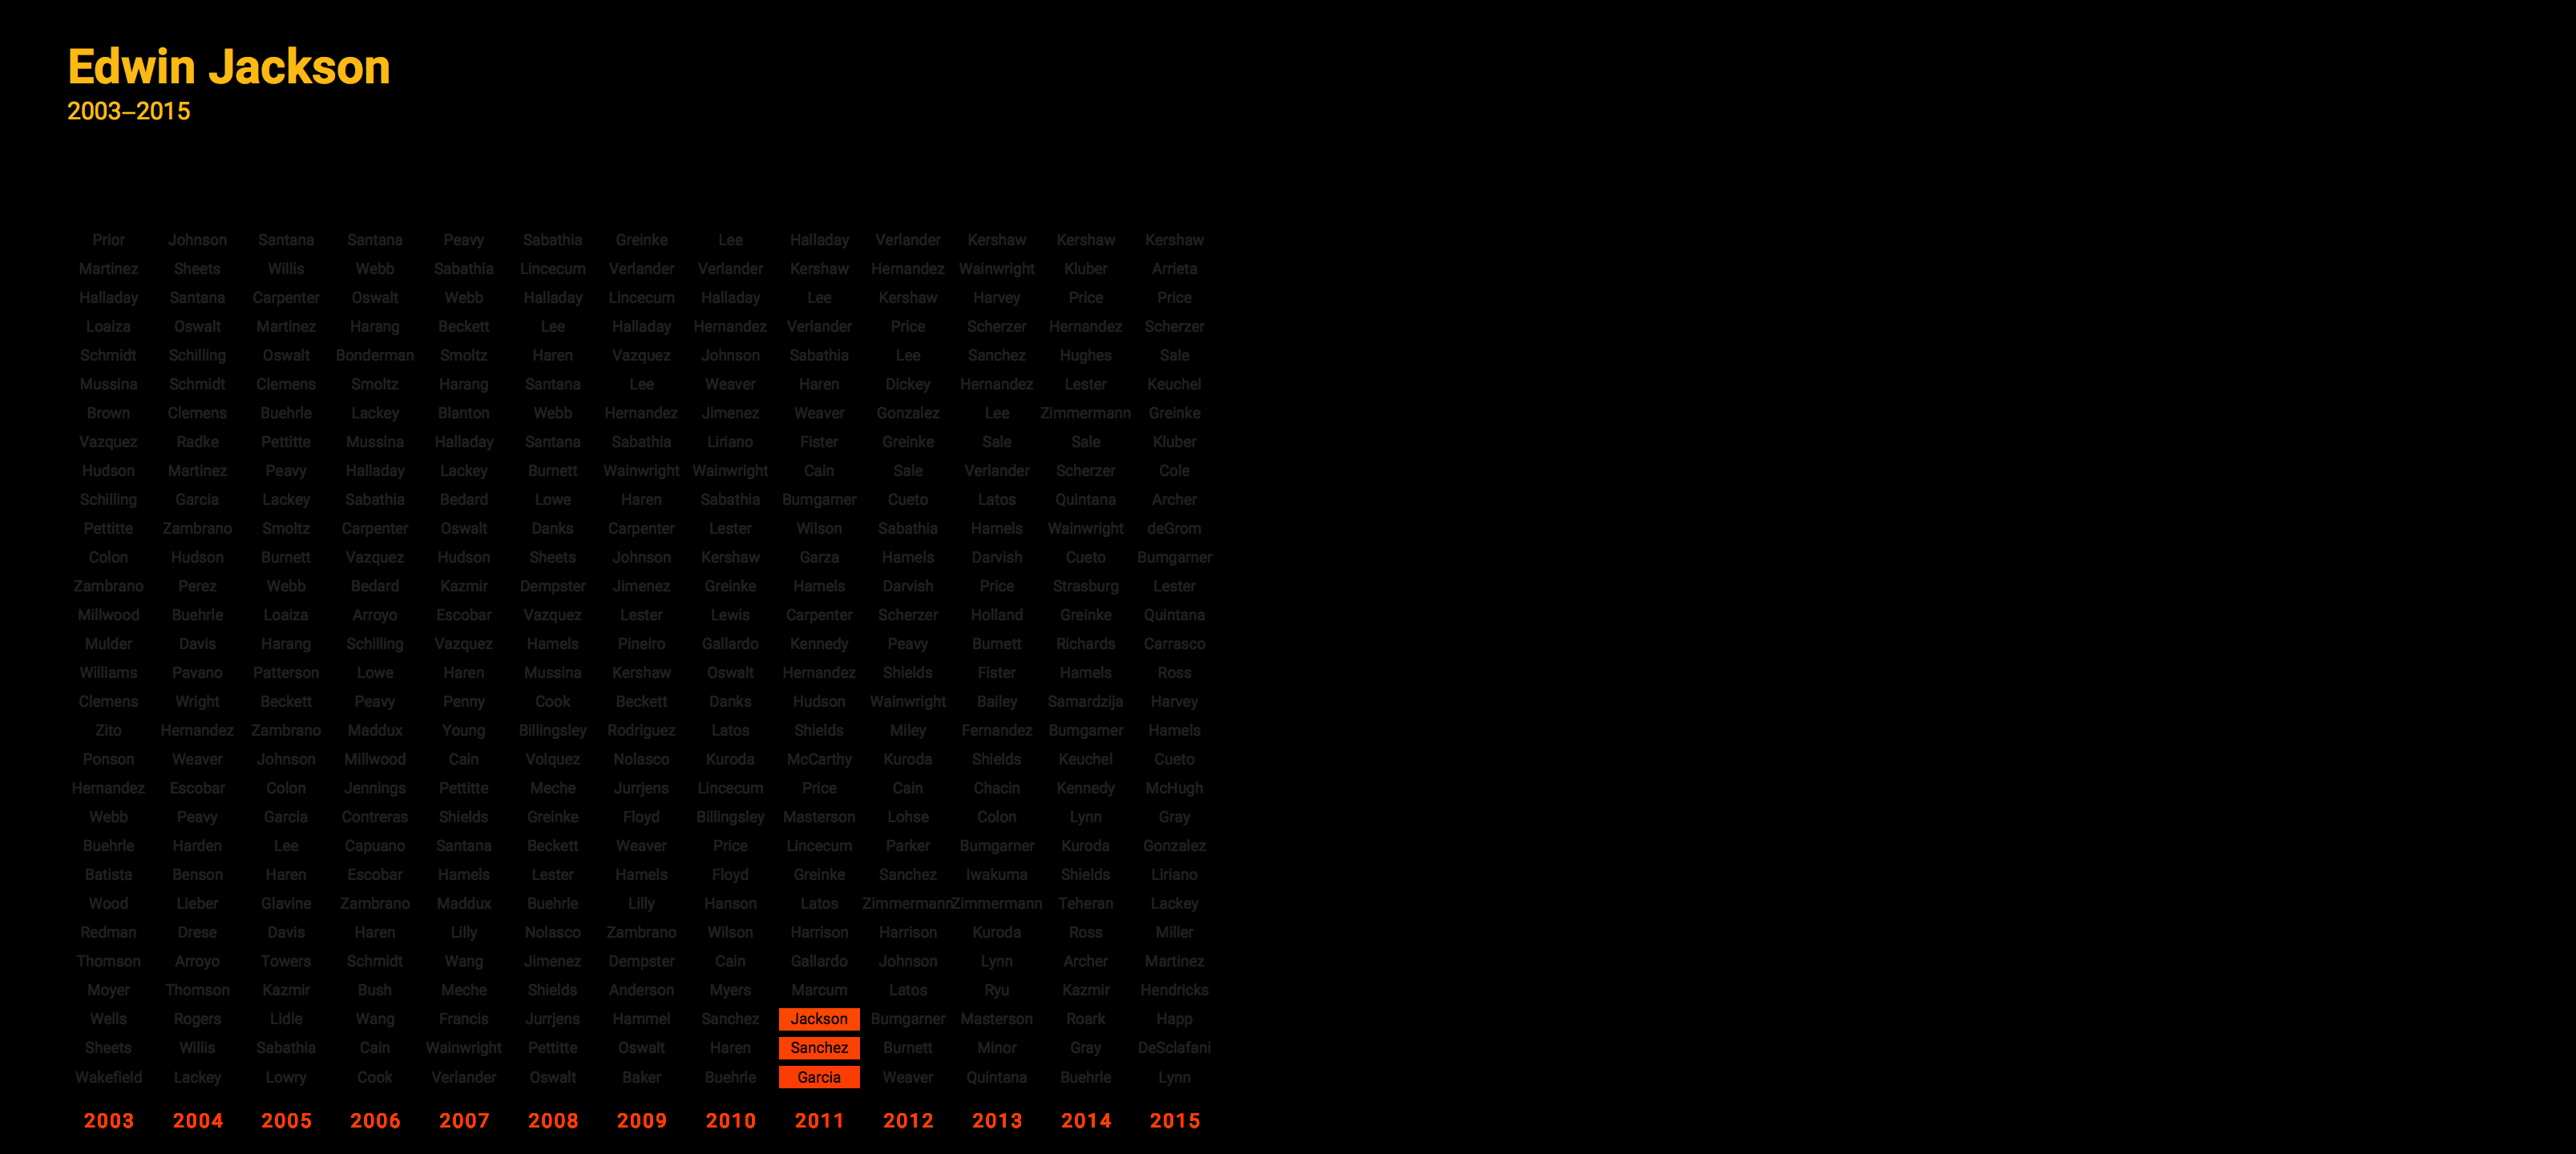 Edwin Jackson
2003–2015
Prior Johnson Santana Santana Peavy Sabathia Greinke Lee Halladay Verlander Kershaw Kershaw Kershaw
Martinez Sheets Willis Webb Sabathia Lincecum Verlander Verlander Kershaw Hernandez Wainwright Kluber Arrieta
Halladay Santana Carpenter Oswalt Webb Halladay Lincecum Halladay Lee Kershaw Harvey Price Price
Loaiza Oswalt Martinez Harang Beckett Lee Halladay Hernandez Verlander Price Scherzer Hernandez Scherzer
Schmidt Schilling Oswalt Bonderman Smoltz Haren Vazquez Johnson Sabathia Lee Sanchez Hughes Sale
Mussina Schmidt Clemens Smoltz Harang Santana Lee Weaver Haren Dickey Hernandez Lester Keuchel
Brown Clemens Buehrle Lackey Blanton Webb Hernandez Jimenez Weaver Gonzalez Lee Zimmermann Greinke
Vazquez Radke Pettitte Mussina Halladay Santana Sabathia Liriano Fister Greinke Sale Sale Kluber
Hudson Martinez Peavy Halladay Lackey Burnett Wainwright Wainwright Cain Sale Verlander Scherzer Cole
Schilling Garcia Lackey Sabathia Bedard Lowe Haren Sabathia Bumgarner Cueto Latos Quintana Archer
Pettitte Zambrano Smoltz Carpenter Oswalt Danks Carpenter Lester Wilson Sabathia Hamels Wainwright deGrom
Colon Hudson Burnett Vazquez Hudson Sheets Johnson Kershaw Garza Hamels Darvish Cueto Bumgarner
Zambrano Perez Webb Bedard Kazmir Dempster Jimenez Greinke Hamels Darvish Price Strasburg Lester
Millwood Buehrle Loaiza Arroyo Escobar Vazquez Lester Lewis Carpenter Scherzer Holland Greinke Quintana
Mulder Davis Harang Schilling Vazquez Hamels Pineiro Gallardo Kennedy Peavy Burnett Richards Carrasco
Williams Pavano Patterson Lowe Haren Mussina Kershaw Oswalt Hernandez Shields Fister Hamels Ross
Clemens Wright Beckett Peavy Penny Cook Beckett Danks Hudson Wainwright Bailey Samardzija Harvey
Zito Hernandez Zambrano Maddux Young Billingsley Rodriguez Latos Shields Miley Fernandez Bumgarner Hamels
Ponson Weaver Johnson Millwood Cain Volquez Nolasco Kuroda McCarthy Kuroda Shields Keuchel Cueto
Hernandez Escobar Colon Jennings Pettitte Meche Jurrjens Lincecum Price Cain Chacin Kennedy McHugh
Webb Peavy Garcia Contreras Shields Greinke Floyd Billingsley Masterson Lohse Colon Lynn Gray
Buehrle Harden Lee Capuano Santana Beckett Weaver Price Lincecum Parker Bumgarner Kuroda Gonzalez
Batista Benson Haren Escobar Hamels Lester Hamels Floyd Greinke Sanchez Iwakuma Shields Liriano
Wood Lieber Glavine Zambrano Maddux Buehrle Lilly Hanson Latos Zimmermann Zimmermann Teheran Lackey
Redman Drese Davis Haren Lilly Nolasco Zambrano Wilson Harrison Harrison Kuroda Ross Miller
Thomson Arroyo Towers Schmidt Wang Jimenez Dempster Cain Gallardo Johnson Lynn Archer Martinez
Moyer Thomson Kazmir Bush Meche Shields Anderson Myers Marcum Latos Ryu Kazmir Hendricks
Wells Rogers Lidle Wang Francis Jurrjens Hammel Sanchez Jackson Bumgarner Masterson Roark Happ
Sheets Willis Sabathia Cain Wainwright Pettitte Oswalt Haren Sanchez Burnett Minor Gray DeSclafani
Wakefield Lackey Lowry Cook Verlander Oswalt Baker Buehrle Garcia Weaver Quintana Buehrle Lynn
2003 2004 2005 2006 2007 2008 2009 2010 2011 2012 2013 2014 2015